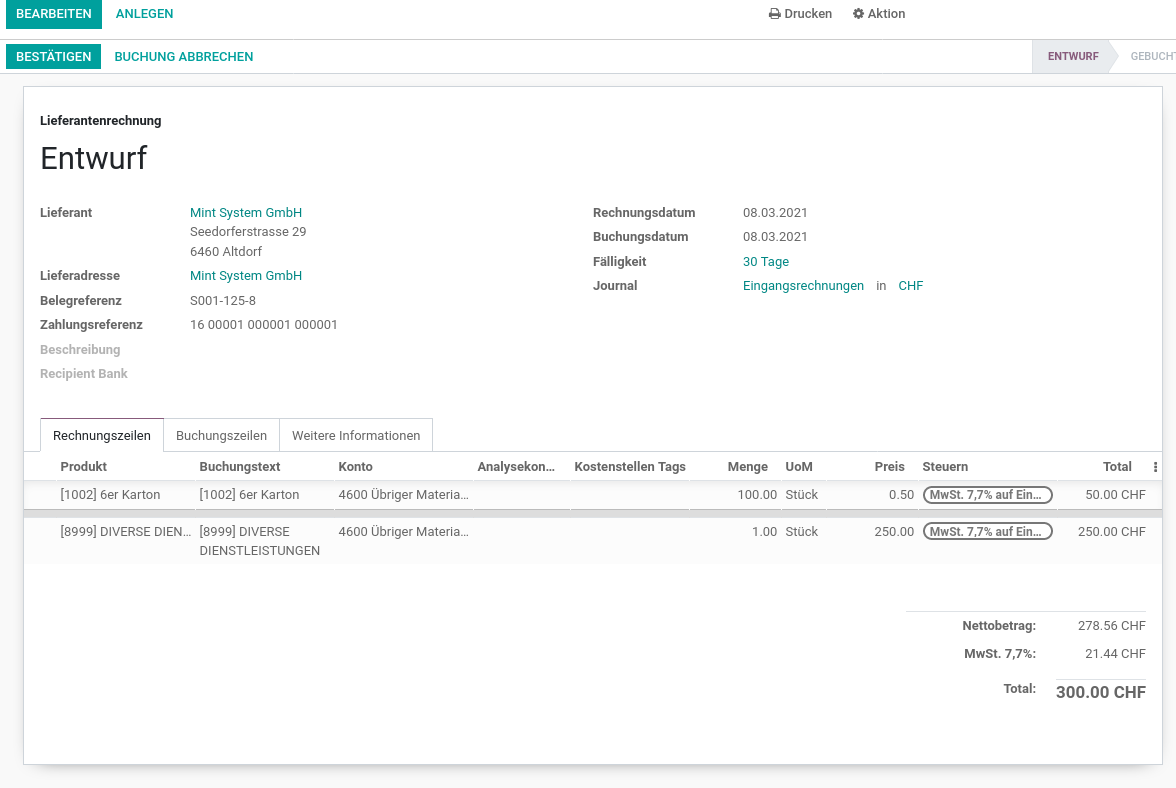 BEARBEITEN ANLEGEN Drucken Aktion
BESTÄTIGEN BUCHUNG ABBRECHEN ENTWURF GEBUCHT
Lieferantenrechnung
Entwurf
Lieferant Mint System GmbH Rechnungsdatum 08.03.2021
Seedorferstrasse 29
Buchungsdatum 08.03.2021
6460 Altdorf
Fälligkeit 30 Tage
Lieferadresse Mint System GmbH
Journal Eingangsrechnungen in CHF
Belegreferenz S001-125-8
Zahlungsreferenz 16 00001 000001 000001
Beschreibung
Recipient Bank
Rechnungszeilen Buchungszeilen Weitere Informationen
Produkt Buchungstext Konto Analysekon... Kostenstellen Tags Menge UoM Preis Steuern Total
[1002] 6er Karton [1002] 6er Karton 4600 Übriger Materia... 100.00 Stück 0.50 MwSt. 7,7% auf Ein... 50.00 CHF
[8999] DIVERSE DIEN... [8999] DIVERSE 4600 Übriger Materia... 1.00 Stück 250.00 MwSt. 7,7% auf Ein... 250.00 CHF
DIENSTLEISTUNGEN
Nettobetrag: 278.56 CHF
MwSt. 7,7%: 21.44 CHF
Total: 300.00 CHF